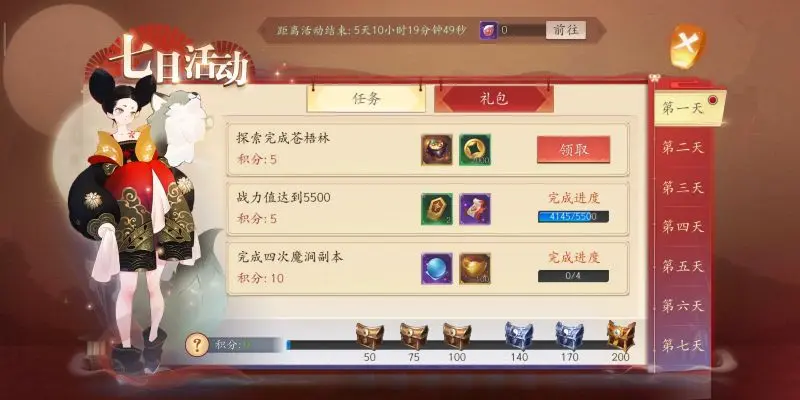 距离活动结束: 5天10小时19分钟49秒
0
前往
七日活动
任务
礼包
第一天
探索完成苍梧林
积分: 5
领取
第二天
第三天
战力值达到5500
积分: 5
2
完成进度
4145/5500
第四天
完成四次魔涧副本
积分: 10
完成进度
0/4
第五天
第六天
第七天
?
积分:
50
75
100
140
170
200